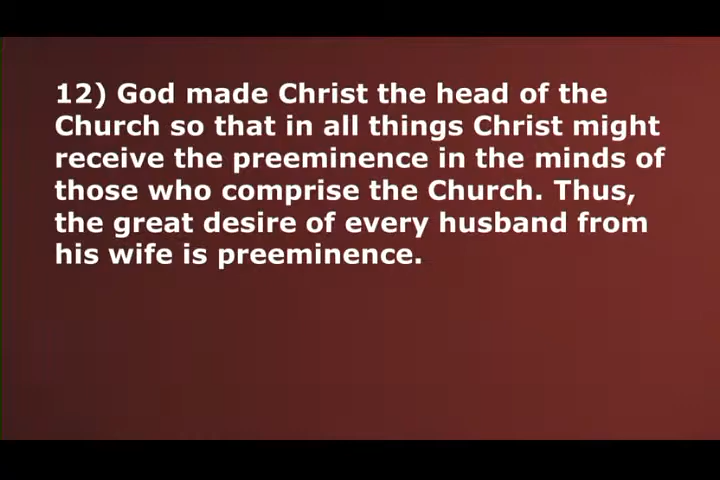 12) God made Christ the head of the
Church so that in all things Christ might
receive the preeminence in the minds of
those who comprise the Church. Thus,
the great desire of every husband from
his wife is preeminence.